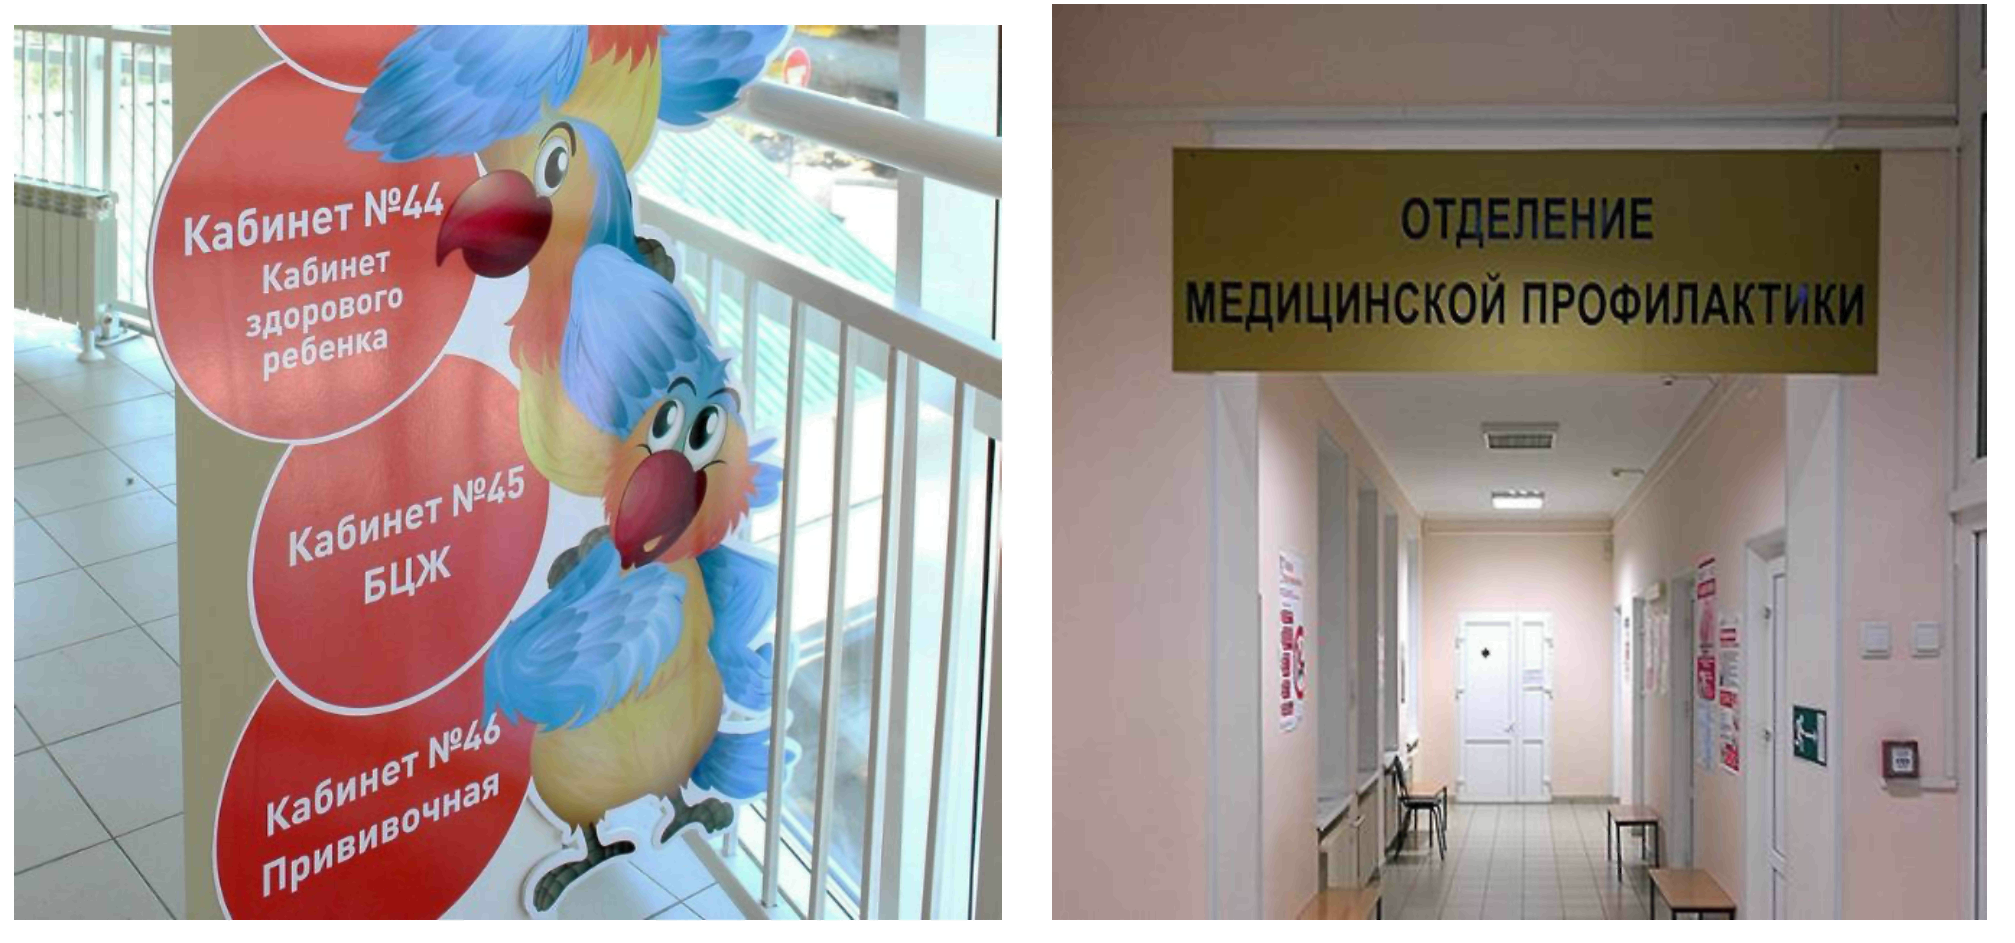 Кабинет №44
Кабинет
здорового
ребенка
Кабинет №45
БЦЖ
Кабинет №46
Прививочная
ОТДЕЛЕНИЕ
МЕДИЦИНСКОЙ ПРОФИЛАКТИКИ